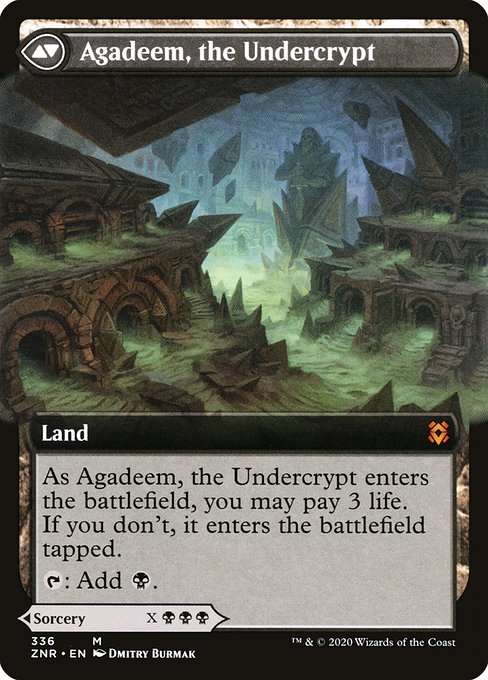 Agadeem, the Undercrypt
Land
As Agadeem, the Undercrypt enters
the battlefield, you may pay 3 life.
If you don't, it enters the battlefield
tapped.
: Add .
Sorcery X
336 M
ZNR • EN Dmitry Burmak
™ & © 2020 Wizards of the Coast